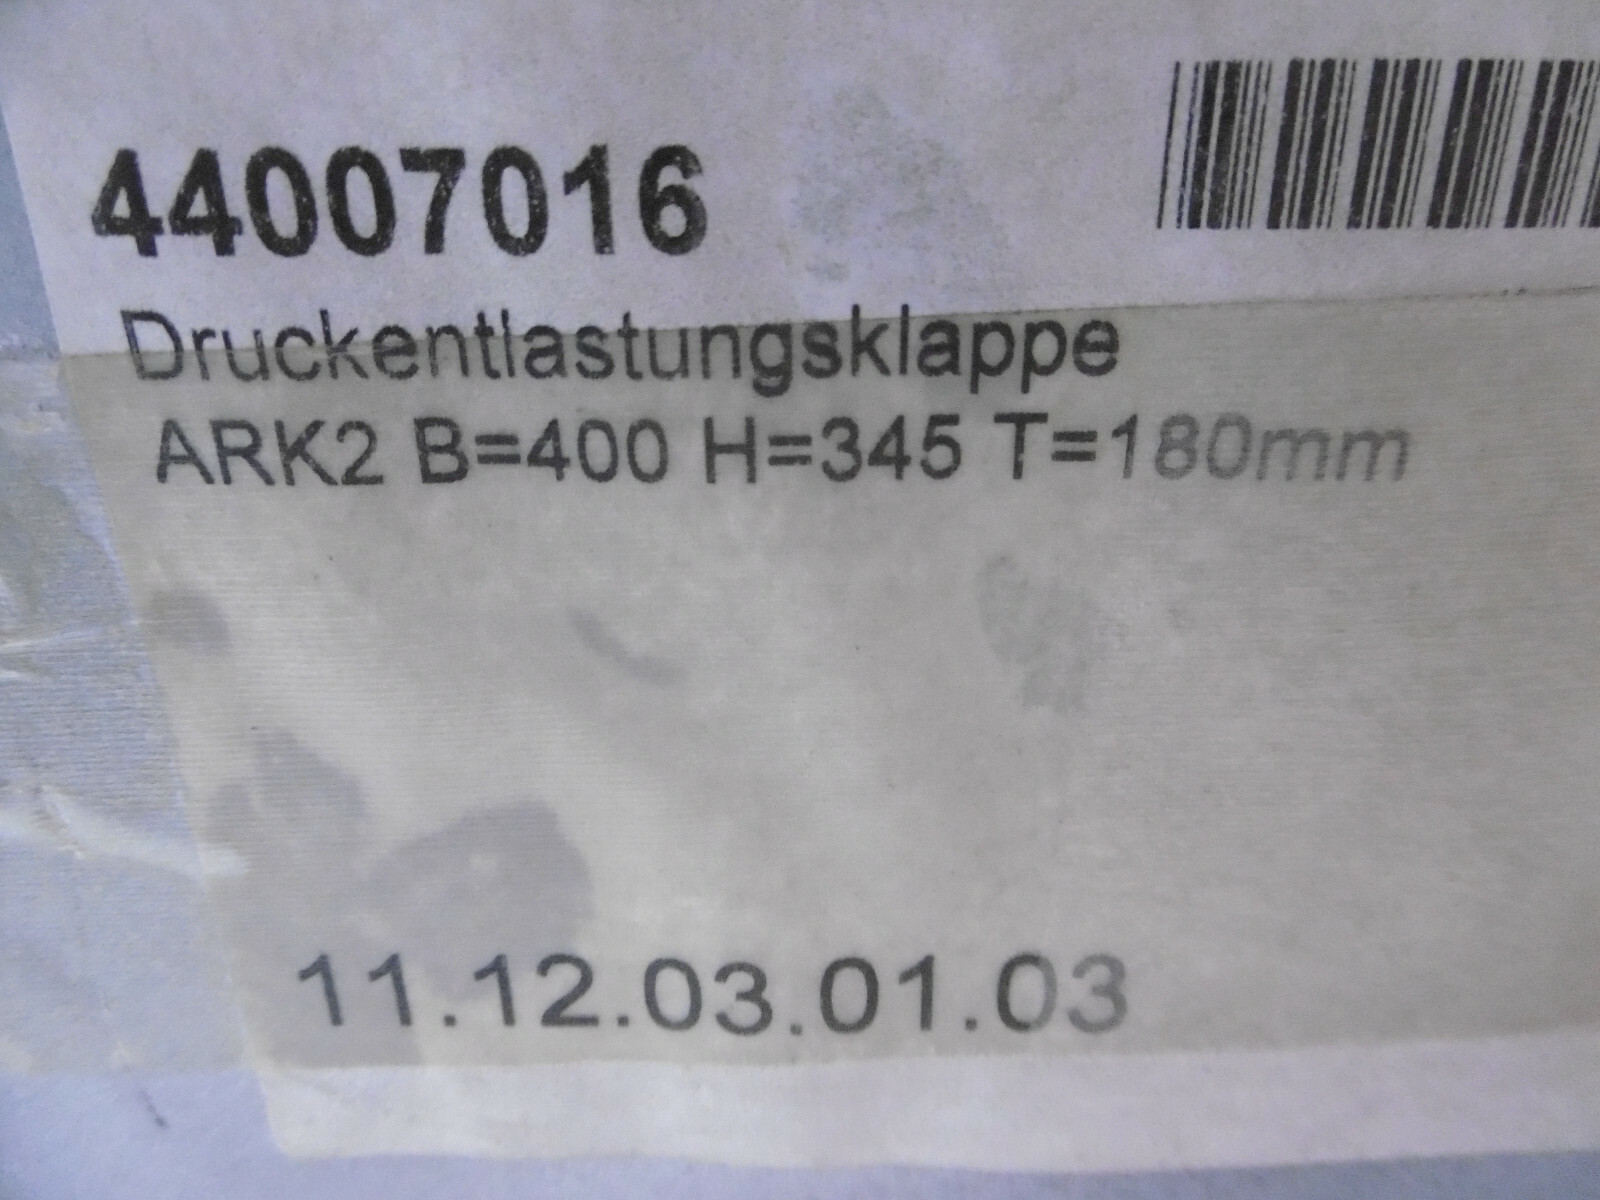 44007016
Druckentlastungsklappe
ARK2 B=400 H=345 T=180mm
11.12.03.01.03